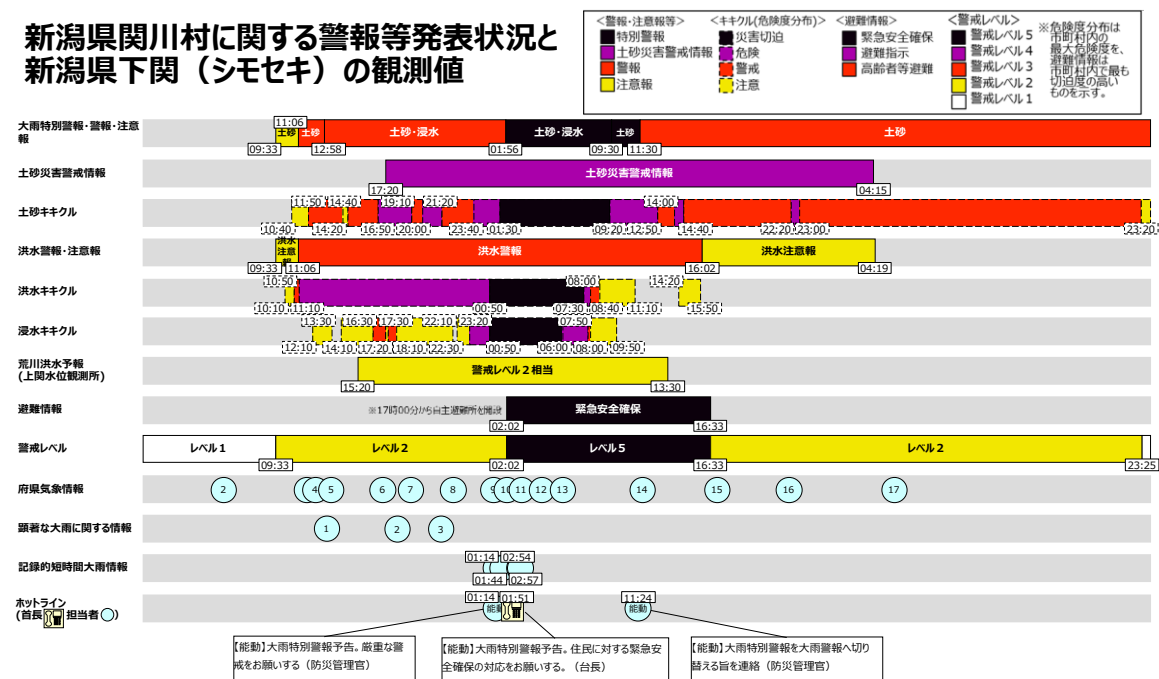 新潟県関川村に関する警報等発表状況と
新潟県下関（シモセキ）の観測値
＜警報・注意報等＞
特別警報
土砂災害警戒情報
警報
注意報
＜キキクル(危険度分布)＞
災害切迫
危険
警戒
注意
＜避難情報＞
緊急安全確保
避難指示
高齢者等避難
＜警戒レベル＞
警戒レベル５
警戒レベル４
警戒レベル３
警戒レベル２
警戒レベル１
※危険度分布は
市町村内の
最大危険度を、
避難情報は
市町村内で最も
切迫度の高い
ものを示す。
大雨特別警報・警報・注意
報
11:06
土砂 土砂 土砂・浸水 土砂・浸水 土砂 土砂
09:33 12:58 01:56 09:30 11:30
土砂災害警戒情報
土砂災害警戒情報
17:20 04:15
土砂キキクル
11:50 14:40 19:10 21:20 14:00
10:40 14:20 16:50 20:00 23:40 01:30 09:20 12:50 14:40 22:20 23:00 23:20
洪水警報・注意報
洪水
注意
報
洪水警報 洪水注意報
09:33 11:06 16:02 04:19
洪水キキクル
10:50 08:00 14:20
10:10 11:10 00:50 07:30 08:40 11:10 15:50
浸水キキクル
13:30 16:30 17:30 22:10 23:20 07:50
12:10 14:10 17:20 18:10 22:30 00:50 06:00 08:00 09:50
荒川洪水予報
(上関水位観測所)
警戒レベル２相当
15:20 13:30
避難情報
※17時00分から自主避難所を開設
緊急安全確保
02:02 16:33
警戒レベル
レベル１ レベル２ レベル５ レベル２
09:33 02:02 16:33 23:25
府県気象情報
2 4 5 6 7 8 9 10 11 12 13 14 15 16 17
顕著な大雨に関する情報
1 2 3
記録的短時間大雨情報
01:14 02:54
01:44 02:57
ホットライン
(首長 担当者 )
01:14 01:51 11:24
能動 能動
【能動】大雨特別警報予告。厳重な警
戒をお願いする（防災管理官）
【能動】大雨特別警報予告。住民に対する緊急安
全確保の対応をお願いする。（台長）
【能動】大雨特別警報を大雨警報へ切り
替える旨を連絡（防災管理官）